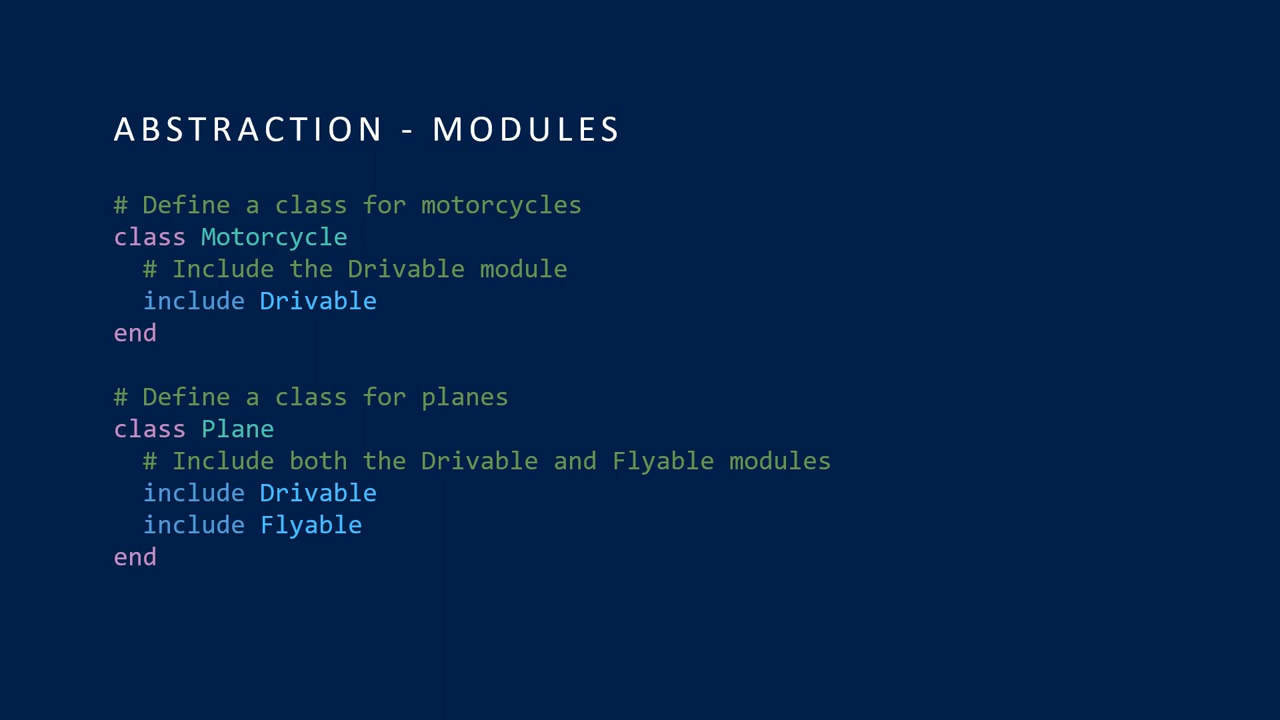 ABSTRACTION - MODULES
# Define a class for motorcycles
class Motorcycle
  # Include the Drivable module
  include Drivable
end
# Define a class for planes
class Plane
  # Include both the Drivable and Flyable modules
  include Drivable
  include Flyable
end